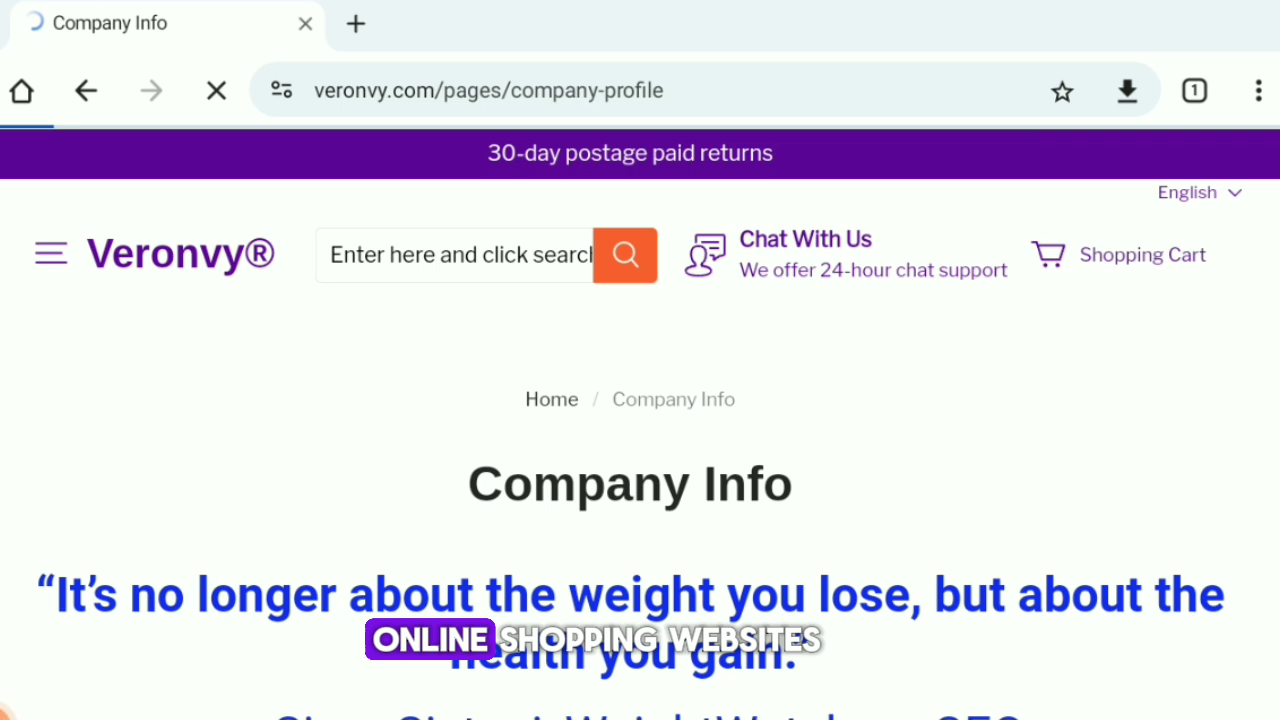 Company Info
veronvy.com/pages/company-profile
1
30-day postage paid returns
English
Veronvy®
Enter here and click search
Chat With Us
We offer 24-hour chat support
Shopping Cart
Home / Company Info
Company Info
“It’s no longer about the weight you lose, but about the
health you gain.”
ONLINE SHOPPING WEBSITES